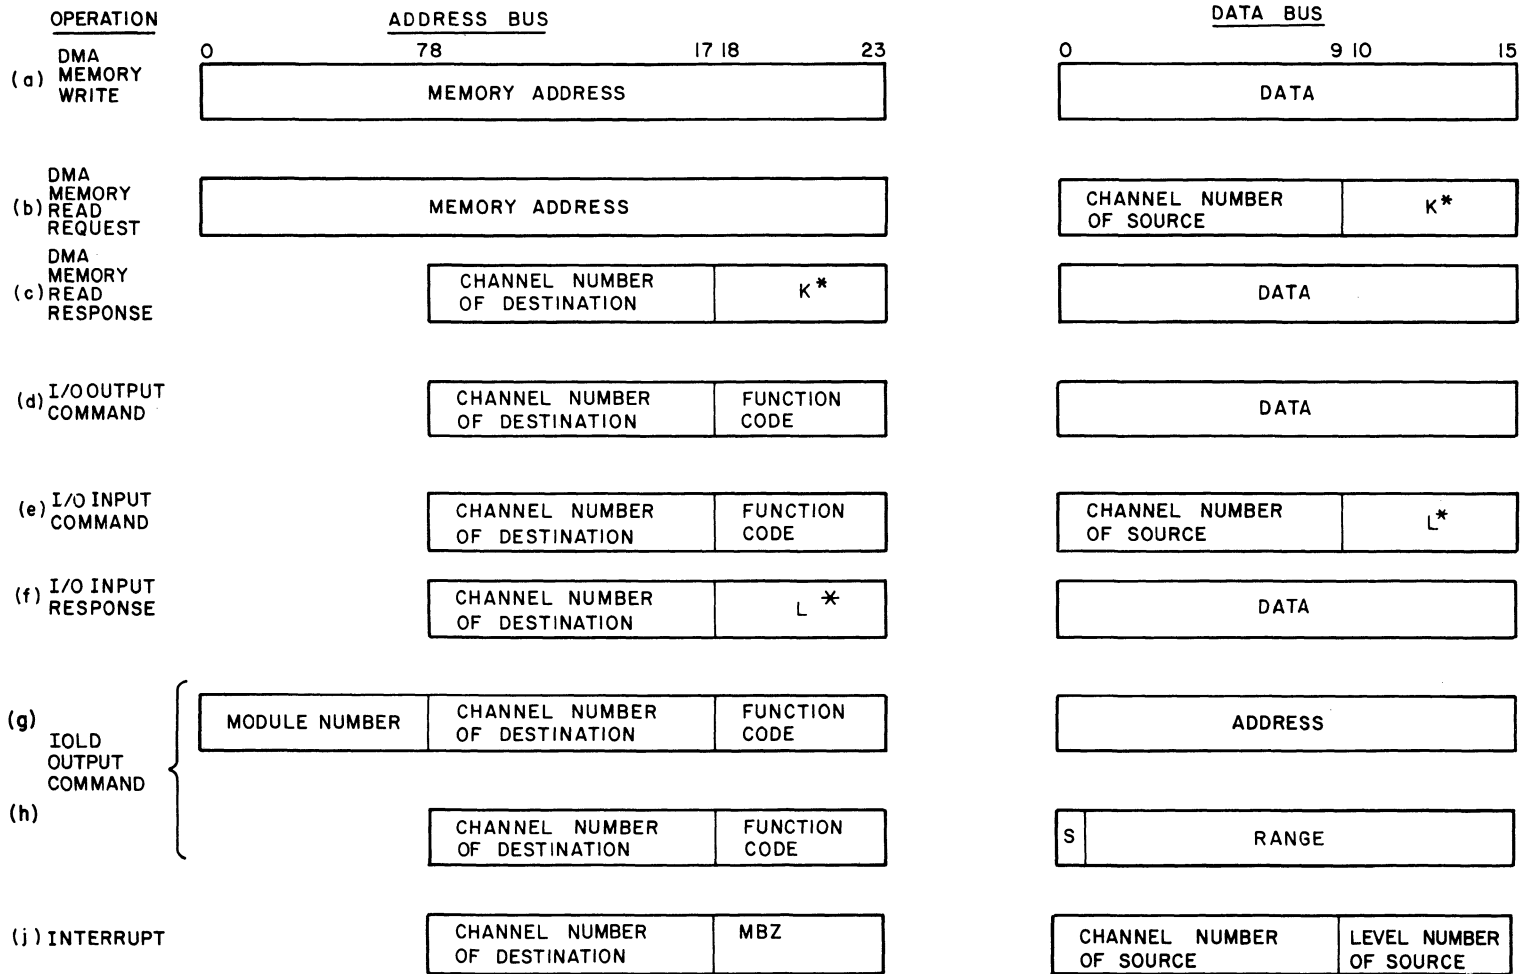 OPERATION ADDRESS BUS DATA BUS
0 7 8 17 18 23 0 9 10 15
(a) DMA
MEMORY
WRITE
MEMORY ADDRESS
DATA
(b) DMA
MEMORY
READ
REQUEST
MEMORY ADDRESS
CHANNEL NUMBER
OF SOURCE
K*
(c) DMA
MEMORY
READ
RESPONSE
CHANNEL NUMBER
OF DESTINATION
K*
DATA
(d) I/O OUTPUT
COMMAND
CHANNEL NUMBER
OF DESTINATION
FUNCTION
CODE
DATA
(e) I/O INPUT
COMMAND
CHANNEL NUMBER
OF DESTINATION
FUNCTION
CODE
CHANNEL NUMBER
OF SOURCE
L*
(f) I/O INPUT
RESPONSE
CHANNEL NUMBER
OF DESTINATION
L *
DATA
(g)
IOLD
OUTPUT
COMMAND
MODULE NUMBER
CHANNEL NUMBER
OF DESTINATION
FUNCTION
CODE
ADDRESS
(h)
CHANNEL NUMBER
OF DESTINATION
FUNCTION
CODE
S
RANGE
(j) INTERRUPT
CHANNEL NUMBER
OF DESTINATION
MBZ
CHANNEL NUMBER
OF SOURCE
LEVEL NUMBER
OF SOURCE